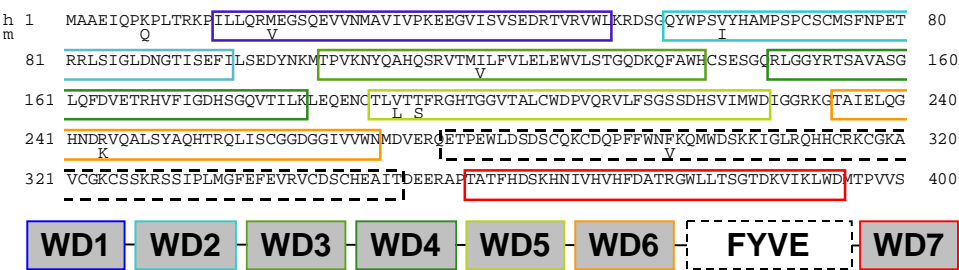 h 1 MAAEIQPKPLTRKPILLQRMEGSQEVVNMAVIVPKEEGVISVSEDRTVRVWLKRDSGQYWPSVYHAMPSPCSCMSFNPET 80
m Q V I
81 RRLSIGLDNGTISEFILSEDYNKMTPVKNYQAHQSRVTMILFVLELEWVLSTGQDKQFAWHCSESGQRLGGYRTSAVASG 160
V
161 LQFDVETRHVFIGDHSGQVTILKLEQENCTLVTTFRGHTGGVTALCWDPVQRVLFSGSSDHSVIMWDIGGRKGTAIELQG 240
L S
241 HNDRVQALSYAQHTRQLISCGGDGGIVVWNMDVERQETPEWLDSDSCQKCDQPFFWNFKQMWDSKKIGLRQHHCRKCGKA 320
K V
321 VCGKCSSKRSSIPLMGFEFEVRVCDSCHEAITDEERAPTATFHDSKHNIVHVHFDATRGWLLTSGTDKVIKLWDMTPVVS 400
WD1 WD2 WD3 WD4 WD5 WD6 FYVE WD7